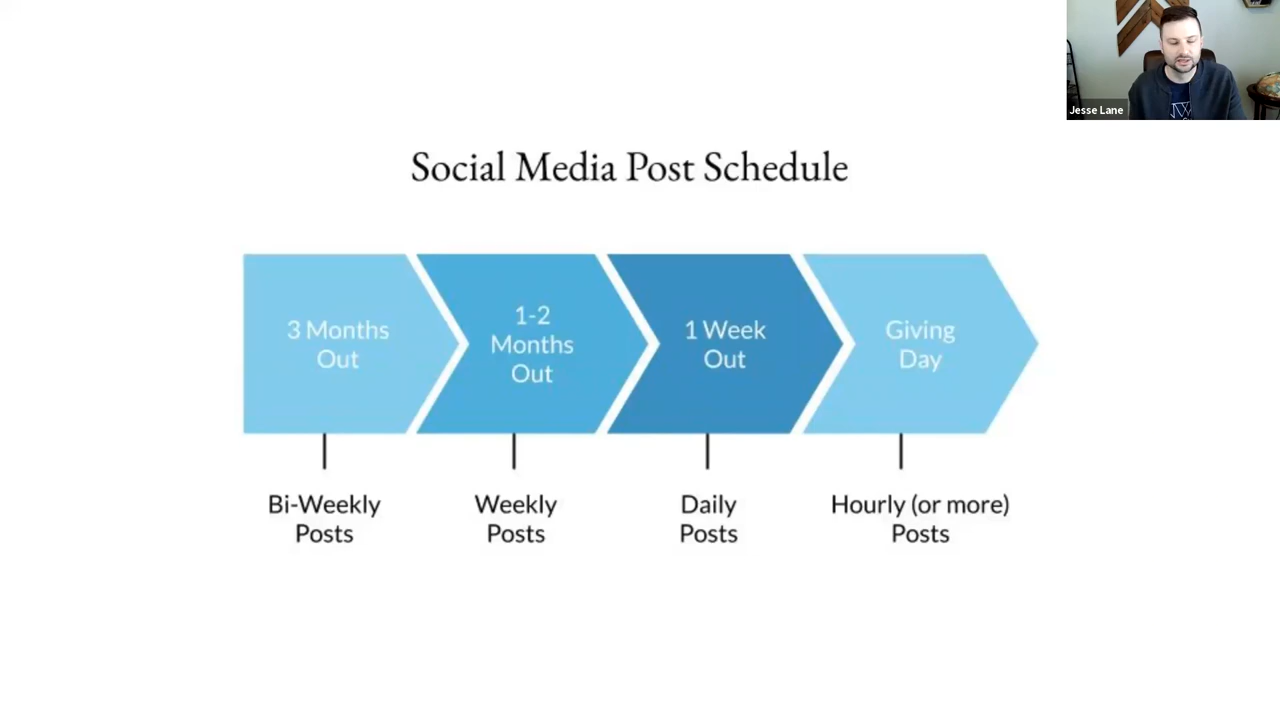 Jesse Lane
Social Media Post Schedule
3 Months
Out
1-2
Months
Out
1 Week
Out
Giving
Day
Bi-Weekly
Posts
Weekly
Posts
Daily
Posts
Hourly (or more)
Posts